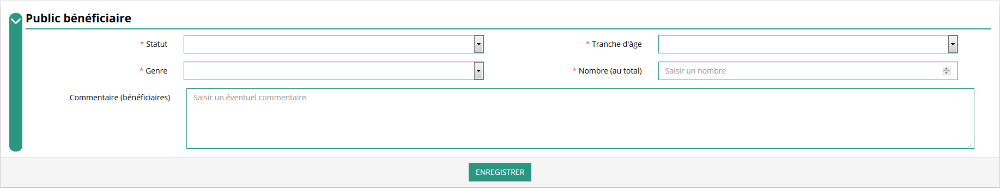 Public bénéficiaire
* Statut
* Tranche d'âge
* Genre
* Nombre (au total)
Saisir un nombre
Commentaire (bénéficiaires)
Saisir un éventuel commentaire
ENREGISTRER